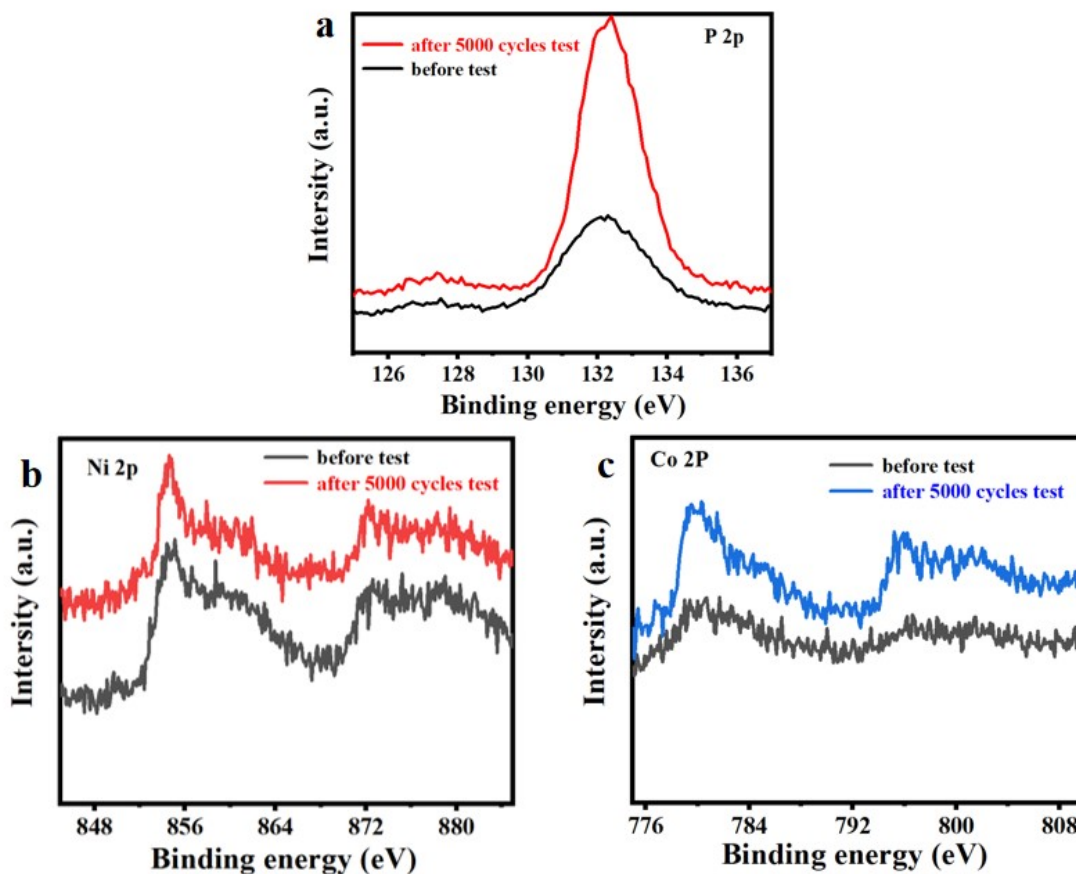 a
P 2p
after 5000 cycles test
before test
Intersity (a.u.)
126 128 130 132 134 136
Binding energy (eV)
b
Ni 2p
before test
after 5000 cycles test
Intersity (a.u.)
848 856 864 872 880
Binding energy (eV)
c
Co 2P
before test
after 5000 cycles test
Intersity (a.u.)
776 784 792 800 808
Binding energy (eV)